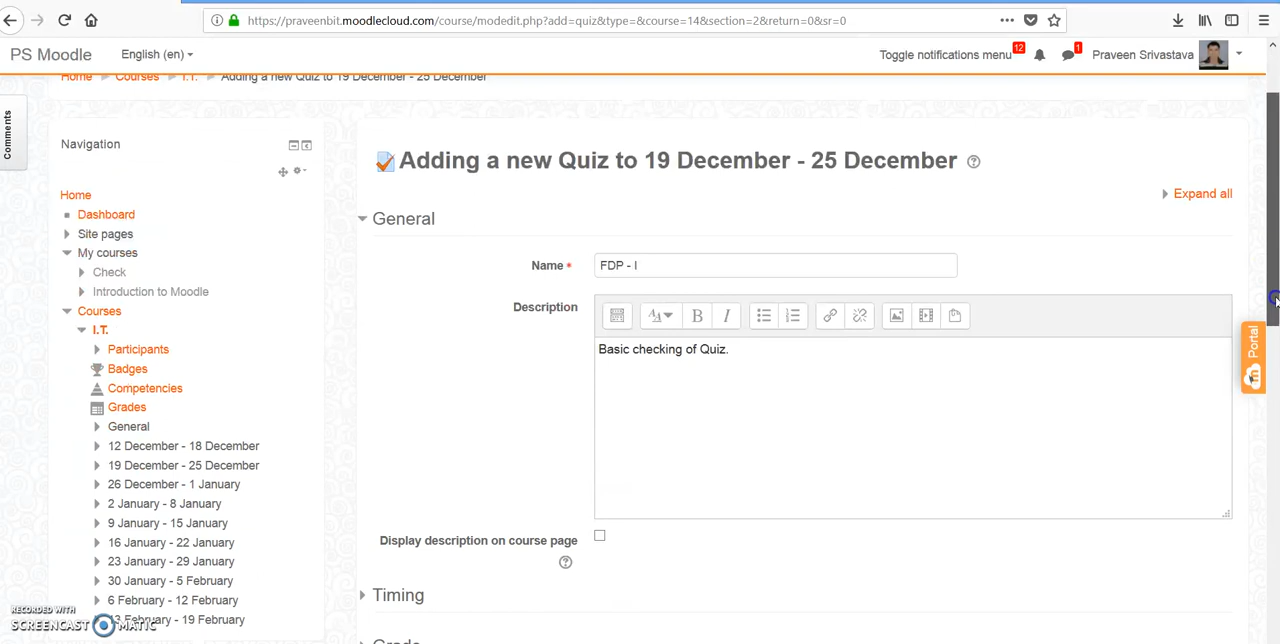 https://praveenbit.moodlecloud.com/course/modedit.php?add=quiz&type=&course=14&section=2&return=0&sr=0
PS Moodle
English (en)
Toggle notifications menu
12
1
Praveen Srivastava
Home
Courses
I.T.
Adding a new Quiz to 19 December - 25 December
Comments
Navigation
Home
Dashboard
Site pages
My courses
Check
Introduction to Moodle
Courses
I.T.
Participants
Badges
Competencies
Grades
General
12 December - 18 December
19 December - 25 December
26 December - 1 January
2 January - 8 January
9 January - 15 January
16 January - 22 January
23 January - 29 January
30 January - 5 February
6 February - 12 February
13 February - 19 February
Adding a new Quiz to 19 December - 25 December
Expand all
General
Name *
FDP - I
Description
Basic checking of Quiz.
Display description on course page
Timing
Grade
Portal
RECORDED WITH
SCREENCAST MATIC